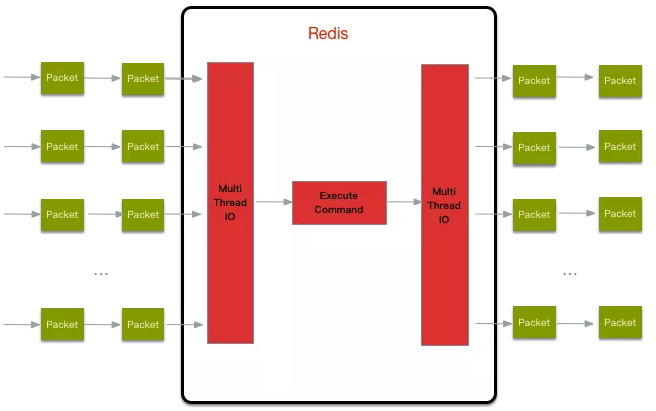 Redis
Packet Packet
Packet Packet
Packet Packet
...
Packet Packet
Multi
Thread
IO
Execute
Command
Multi
Thread
IO
Packet Packet
Packet Packet
Packet Packet
...
Packet Packet